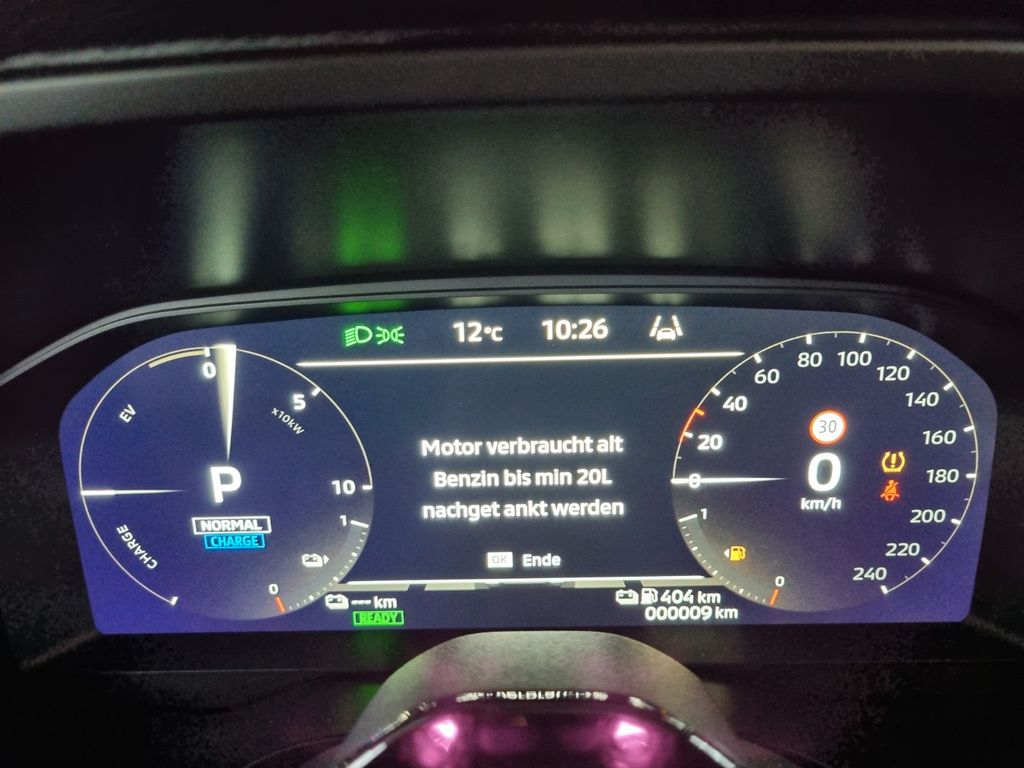 12°C 10:26
0
5
x10kW
EV
10
1
0
CHARGE
P
NORMAL
CHARGE
Motor verbraucht alt
Benzin bis min 20L
nachget ankt werden
OK Ende
0
20
40
60
80
100
120
140
160
180
200
220
240
30
0
km/h
1
0
--- km
READY
404 km
000009 km